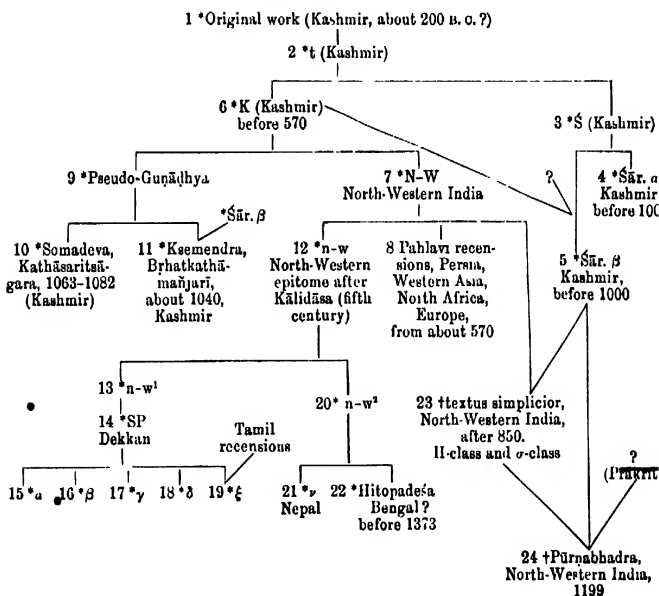 1 *Original work (Kashmir, about 200 B. C. ?)
2 *t (Kashmir)
6 *K (Kashmir)
before 570
3 *Ś (Kashmir)
9 *Pseudo-Guṇāḍhya
7 *N-W
North-Western India
?
4 *Śār. α
Kashmir
before 100
*Śār. β
10 *Somadeva,
Kathāsaritsā-
gara, 1063-1082
(Kashmir)
11 *Kṣemendra,
Bṛhatkathā-
mañjarī,
about 1040,
Kashmir
12 *n-w
North-Western
epitome after
Kālidāsa (fifth
century)
8 Pahlavi recen-
sions, Persia,
Western Asia,
North Africa,
Europe,
from about 570
5 *Śār. β
Kashmir,
before 1000
13 *n-w¹
14 *SP
Dekkan
Tamil
recensions
20* n-w²
23 †textus simplicior,
North-Western India,
after 850.
H-class and σ-class
?
(Prakrit
15 *α
16 *β
17 *γ
18 *δ
19 *ξ
21 *ν
Nepal
22 *Hitopadeśa
Bengal ?
before 1373
24 †Pūrṇabhadra,
North-Western India,
1199